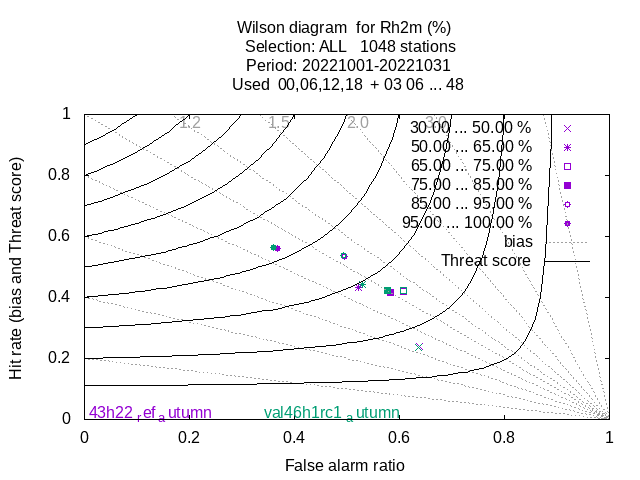 Wilson diagram for Rh2m (%)
Selection: ALL 1048 stations
Period: 20221001-20221031
Used 00,06,12,18 + 03 06 ... 48
1
0.8
0.6
0.4
0.2
0
0 0.2 0.4 0.6 0.8 1
Hit rate (bias and Threat score)
False alarm ratio
1.2 1.5 2.0 3.0
30.00 ... 50.00 %
50.00 ... 65.00 %
65.00 ... 75.00 %
75.00 ... 85.00 %
85.00 ... 95.00 %
95.00 ... 100.00 %
bias
Threat score
43h22ref autumn val46h1rc1autumn